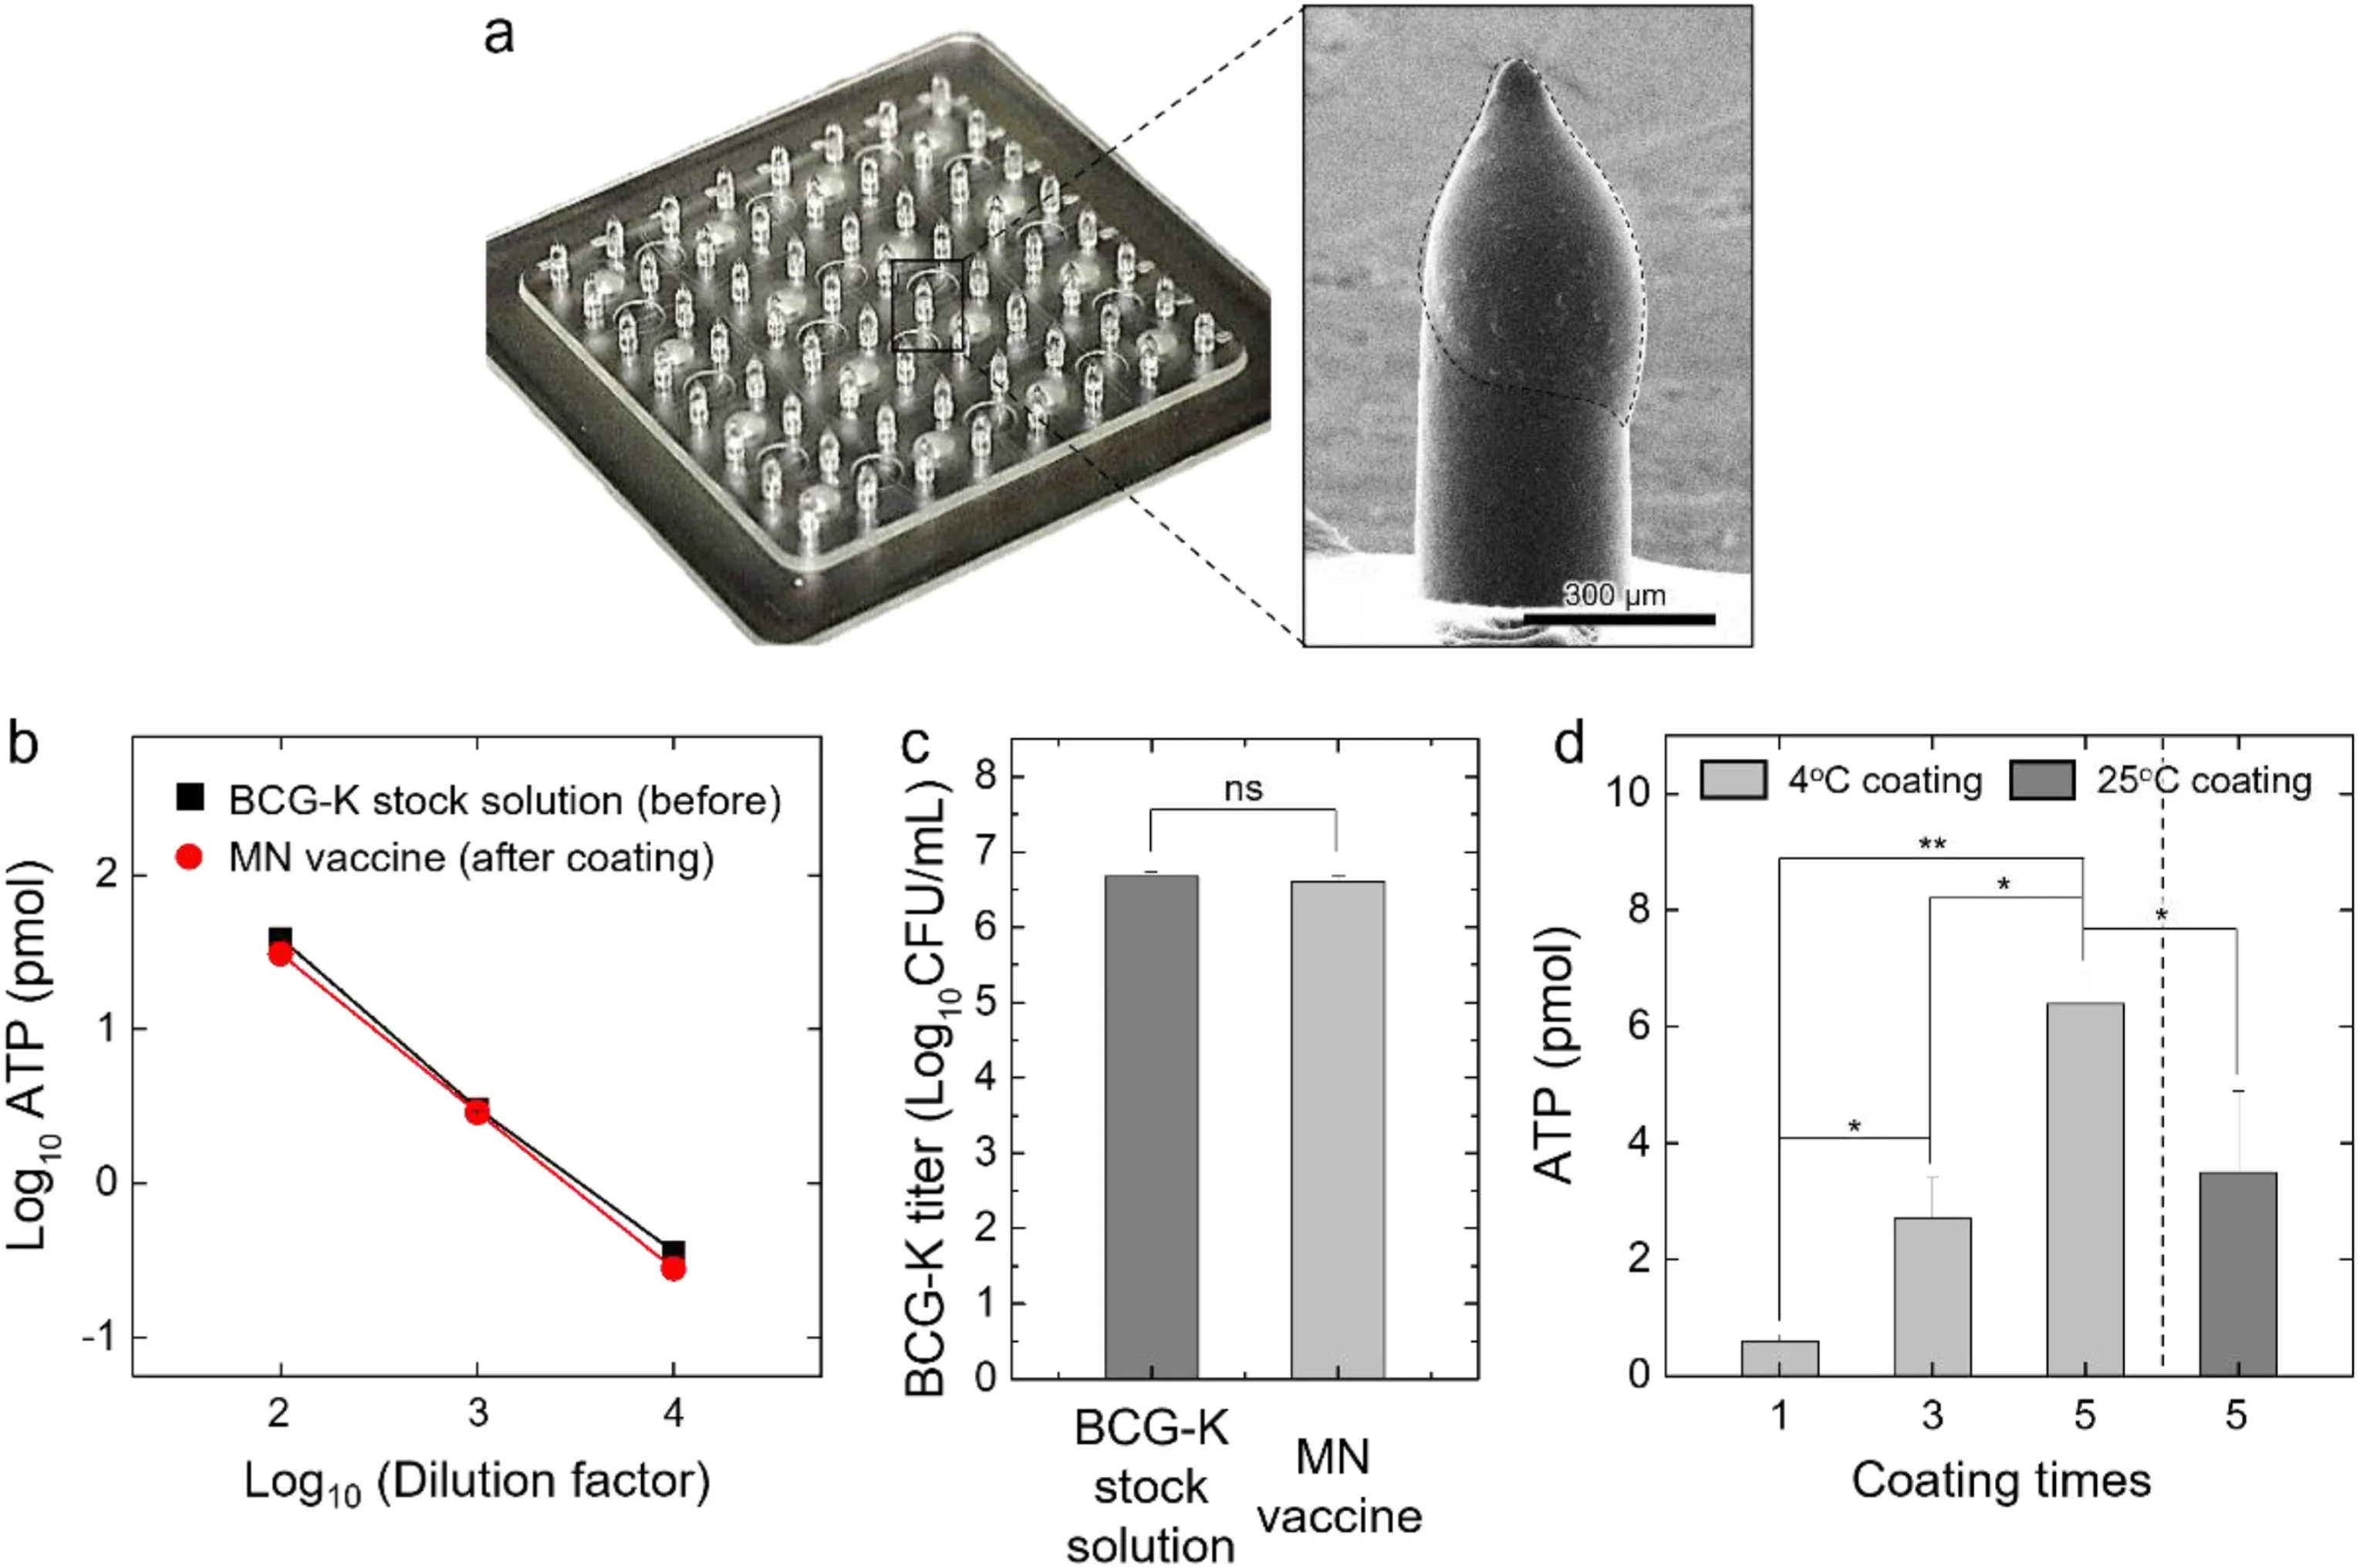 a
300 µm
b
BCG-K stock solution (before)
MN vaccine (after coating)
Log10 ATP (pmol)
2
1
0
-1
2 3 4
Log10 (Dilution factor)
c
BCG-K titer (Log10CFU/mL)
8
7
6
5
4
3
2
1
0
ns
BCG-K
stock
solution
MN
vaccine
d
4°C coating 25°C coating
ATP (pmol)
10
8
6
4
2
0
**
*
*
*
1 3 5 5
Coating times